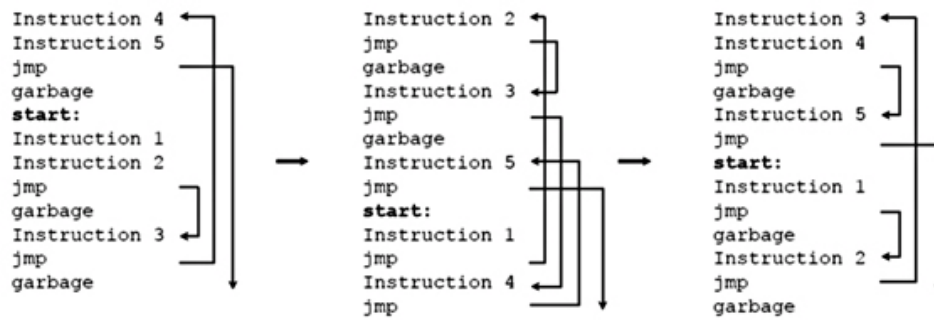 Instruction 4
Instruction 5
jmp
garbage
start:
Instruction 1
Instruction 2
jmp
garbage
Instruction 3
jmp
garbage
Instruction 2
jmp
garbage
Instruction 3
jmp
garbage
Instruction 5
jmp
start:
Instruction 1
jmp
Instruction 4
jmp
Instruction 3
Instruction 4
jmp
garbage
Instruction 5
jmp
start:
Instruction 1
jmp
garbage
Instruction 2
jmp
garbage